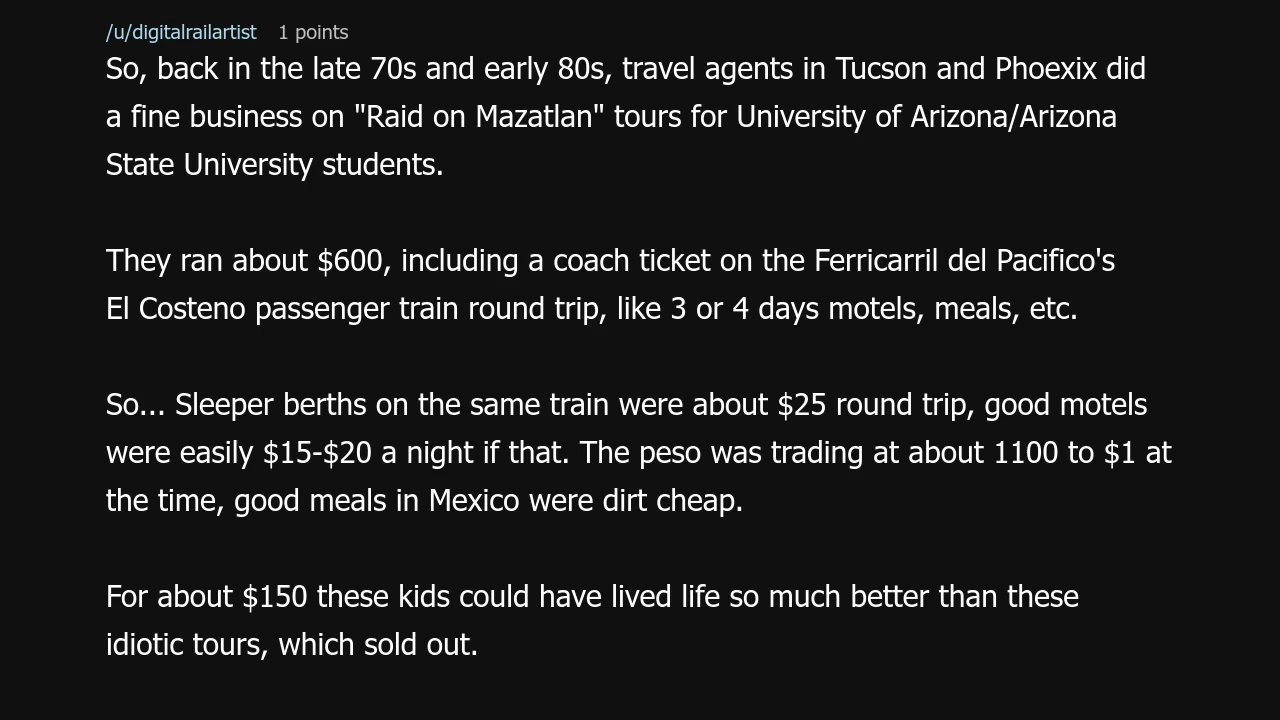 /u/digitalrailartist 1 points
So, back in the late 70s and early 80s, travel agents in Tucson and Phoexix did
a fine business on "Raid on Mazatlan" tours for University of Arizona/Arizona
State University students.
They ran about $600, including a coach ticket on the Ferricarril del Pacifico's
El Costeno passenger train round trip, like 3 or 4 days motels, meals, etc.
So... Sleeper berths on the same train were about $25 round trip, good motels
were easily $15-$20 a night if that. The peso was trading at about 1100 to $1 at
the time, good meals in Mexico were dirt cheap.
For about $150 these kids could have lived life so much better than these
idiotic tours, which sold out.